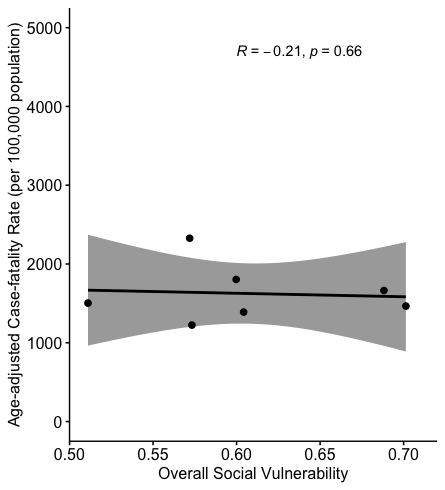 R = −0.21, p = 0.66
Age-adjusted Case-fatality Rate (per 100,000 population)
5000
4000
3000
2000
1000
0
0.50 0.55 0.60 0.65 0.70
Overall Social Vulnerability